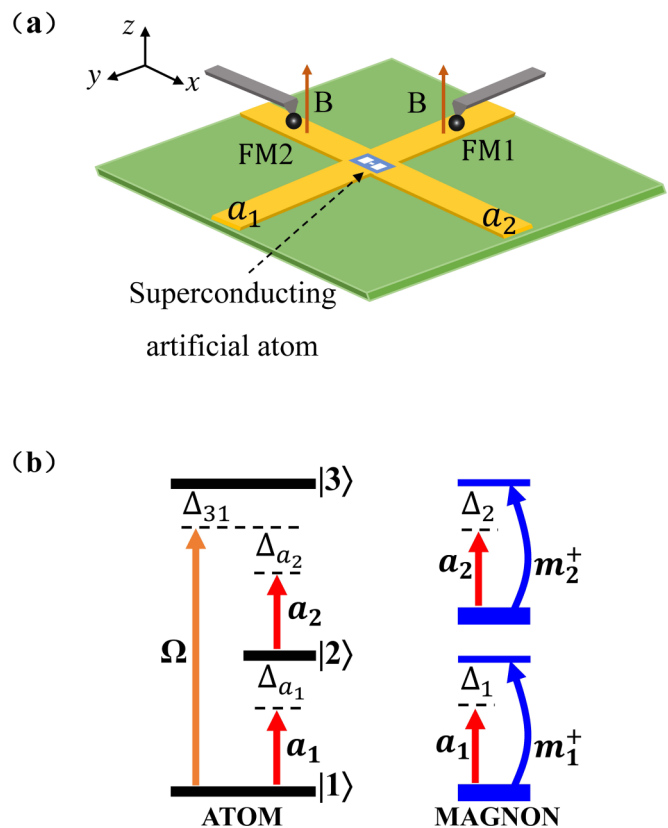 (a)
z
y
x
B
B
FM2
FM1
a₁
a₂
Superconducting
artificial atom
(b)
|3⟩
Δ₃₁
Δₐ₂
a₂
Ω
|2⟩
Δₐ₁
a₁
|1⟩
ATOM
Δ₂
a₂
m₂⁺
Δ₁
a₁
m₁⁺
MAGNON